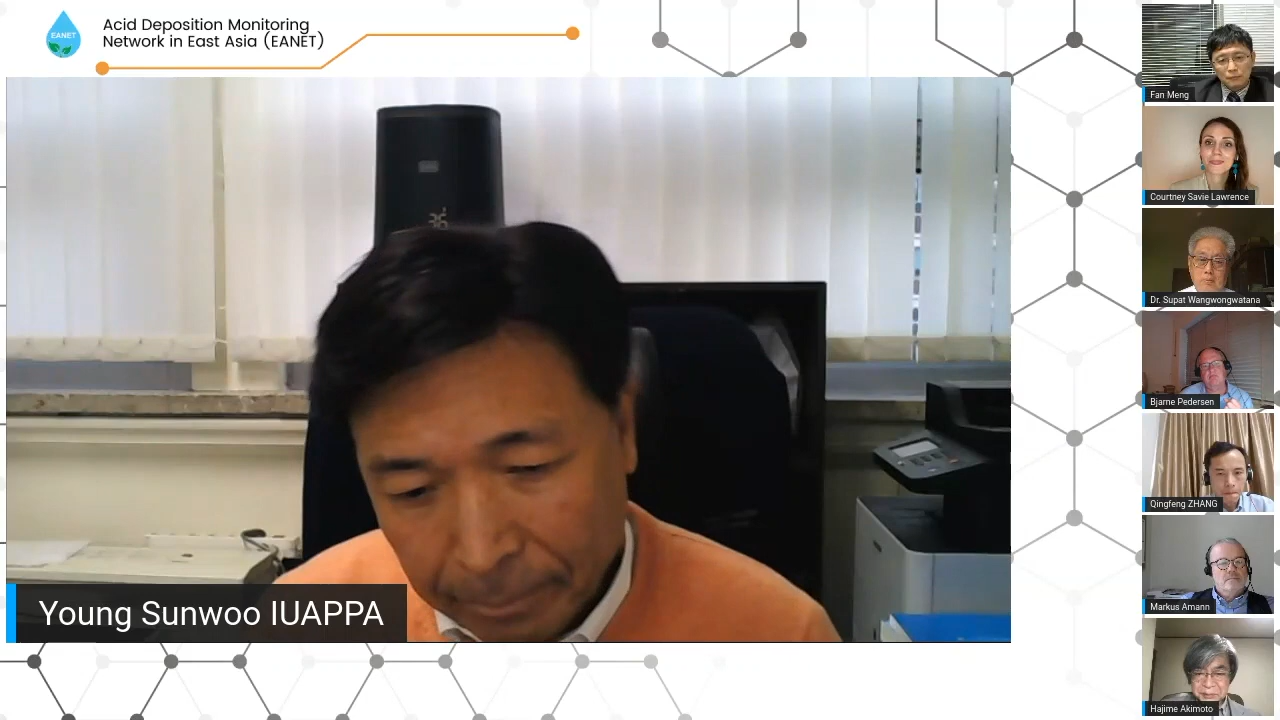 EANET
Acid Deposition Monitoring
Network in East Asia (EANET)
36
Young Sunwoo IUAPPA
Fan Meng
Courtney Savie Lawrence
Dr. Supat Wangwongwatana
Bjarne Pedersen
Qingfeng ZHANG
Markus Amann
Hajime Akimoto